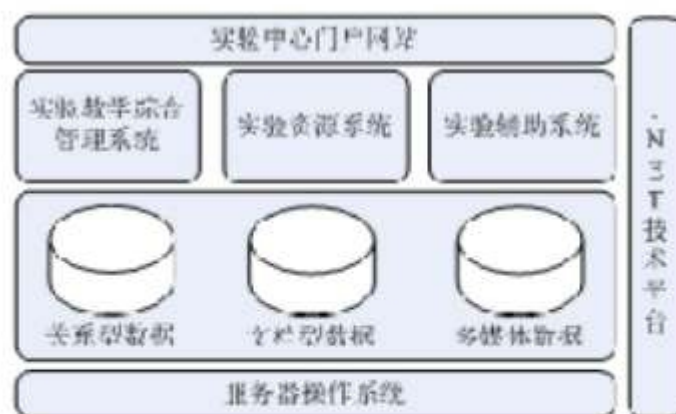 实验中心门户网站
实验教学综合
管理系统
实验资源系统
实验辅助系统
关系型数据
文档型数据
多媒体数据
服务器操作系统
.NET技术平台